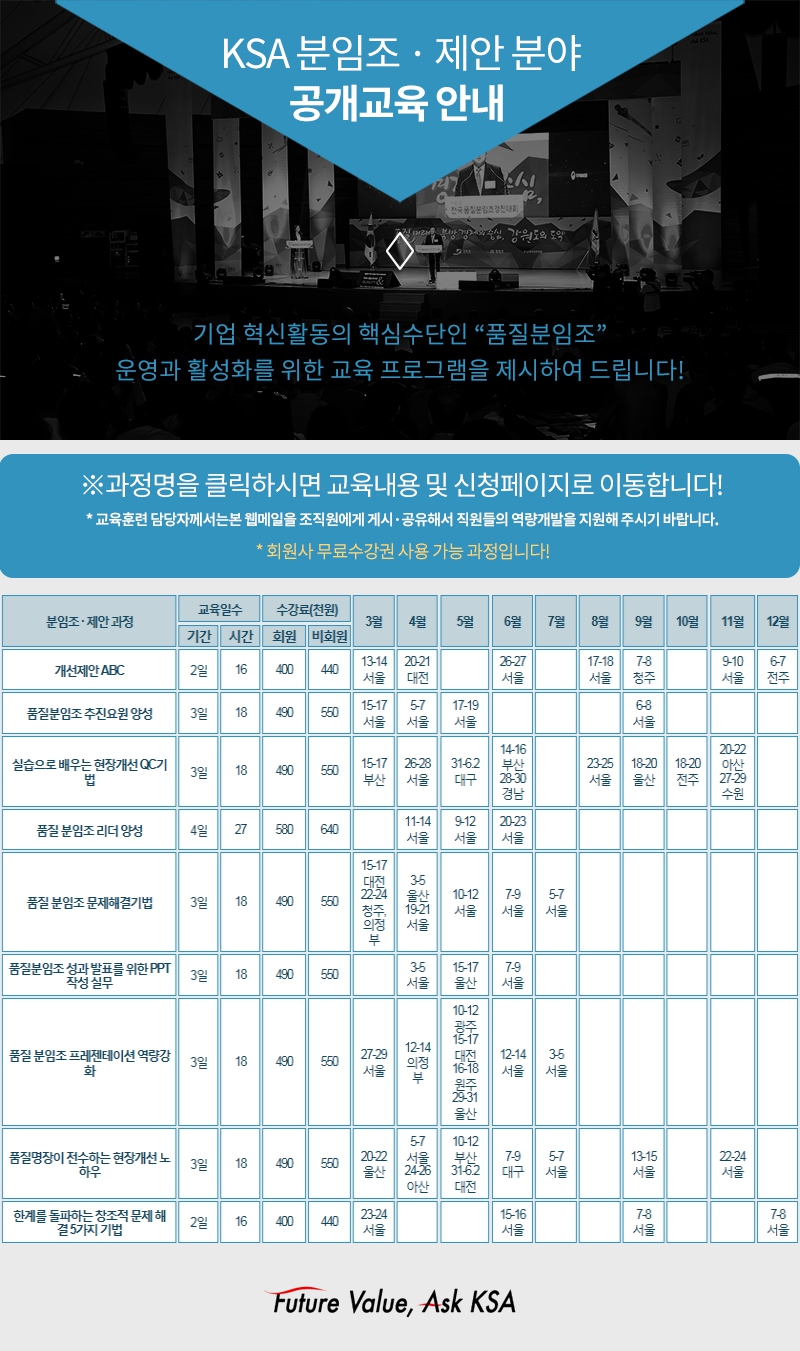 KSA 분임조 · 제안 분야
공개교육 안내
전국품질분임조경진대회
기업 혁신활동의 핵심수단인 “품질분임조”
운영과 활성화를 위한 교육 프로그램을 제시하여 드립니다!
※과정명을 클릭하시면 교육내용 및 신청페이지로 이동합니다!
* 교육훈련 담당자께서는본 웹메일을 조직원에게 게시·공유해서 직원들의 역량개발을 지원해 주시기 바랍니다.
* 회원사 무료수강권 사용 가능 과정입니다!
분임조·제안 과정 교육일수 수강료(천원) 3월 4월 5월 6월 7월 8월 9월 10월 11월 12월
기간 시간 회원 비회원
개선제안 ABC 2일 16 400 440 13-14 20-21 26-27 17-18 7-8 9-10 6-7
서울 대전 서울 서울 청주 서울 전주
품질분임조 추진요원 양성 3일 18 490 550 15-17 5-7 17-19 6-8
서울 서울 서울 서울
실습으로 배우는 현장개선 QC기
법
3일 18 490 550
15-17 부산
26-28 서울
31-6.2 대구
14-16
부산
28-30
경남
23-25 서울
18-20 울산
18-20 전주
20-22
아산
27-29
수원
품질 분임조 리더 양성 4일 27 580 640 11-14 9-12 20-23
서울 서울 서울
품질 분임조 문제해결기법 3일 18 490 550
15-17
대전
22-24
청주,
의정
부
3-5
울산
19-21
서울
10-12 서울
7-9 서울
5-7 서울
품질분임조 성과 발표를 위한 PPT
작성 실무
3일 18 490 550 3-5 15-17 7-9
서울 울산 서울
품질 분임조 프레젠테이션 역량강
화
3일 18 490 550
27-29 서울
12-14
의정
부
10-12
광주
15-17
대전
16-18
원주
29-31
울산
12-14 서울
3-5 서울
품질명장이 전수하는 현장개선 노
하우
3일 18 490 550
20-22 울산
5-7
서울
24-26
아산
10-12
부산
31-6.2
대전
7-9 대구
5-7 서울
13-15 서울
22-24 서울
한계를 돌파하는 창조적 문제 해
결 5가지 기법
2일 16 400 440 23-24 15-16 7-8 7-8
서울 서울 서울 서울
Future Value, Ask KSA